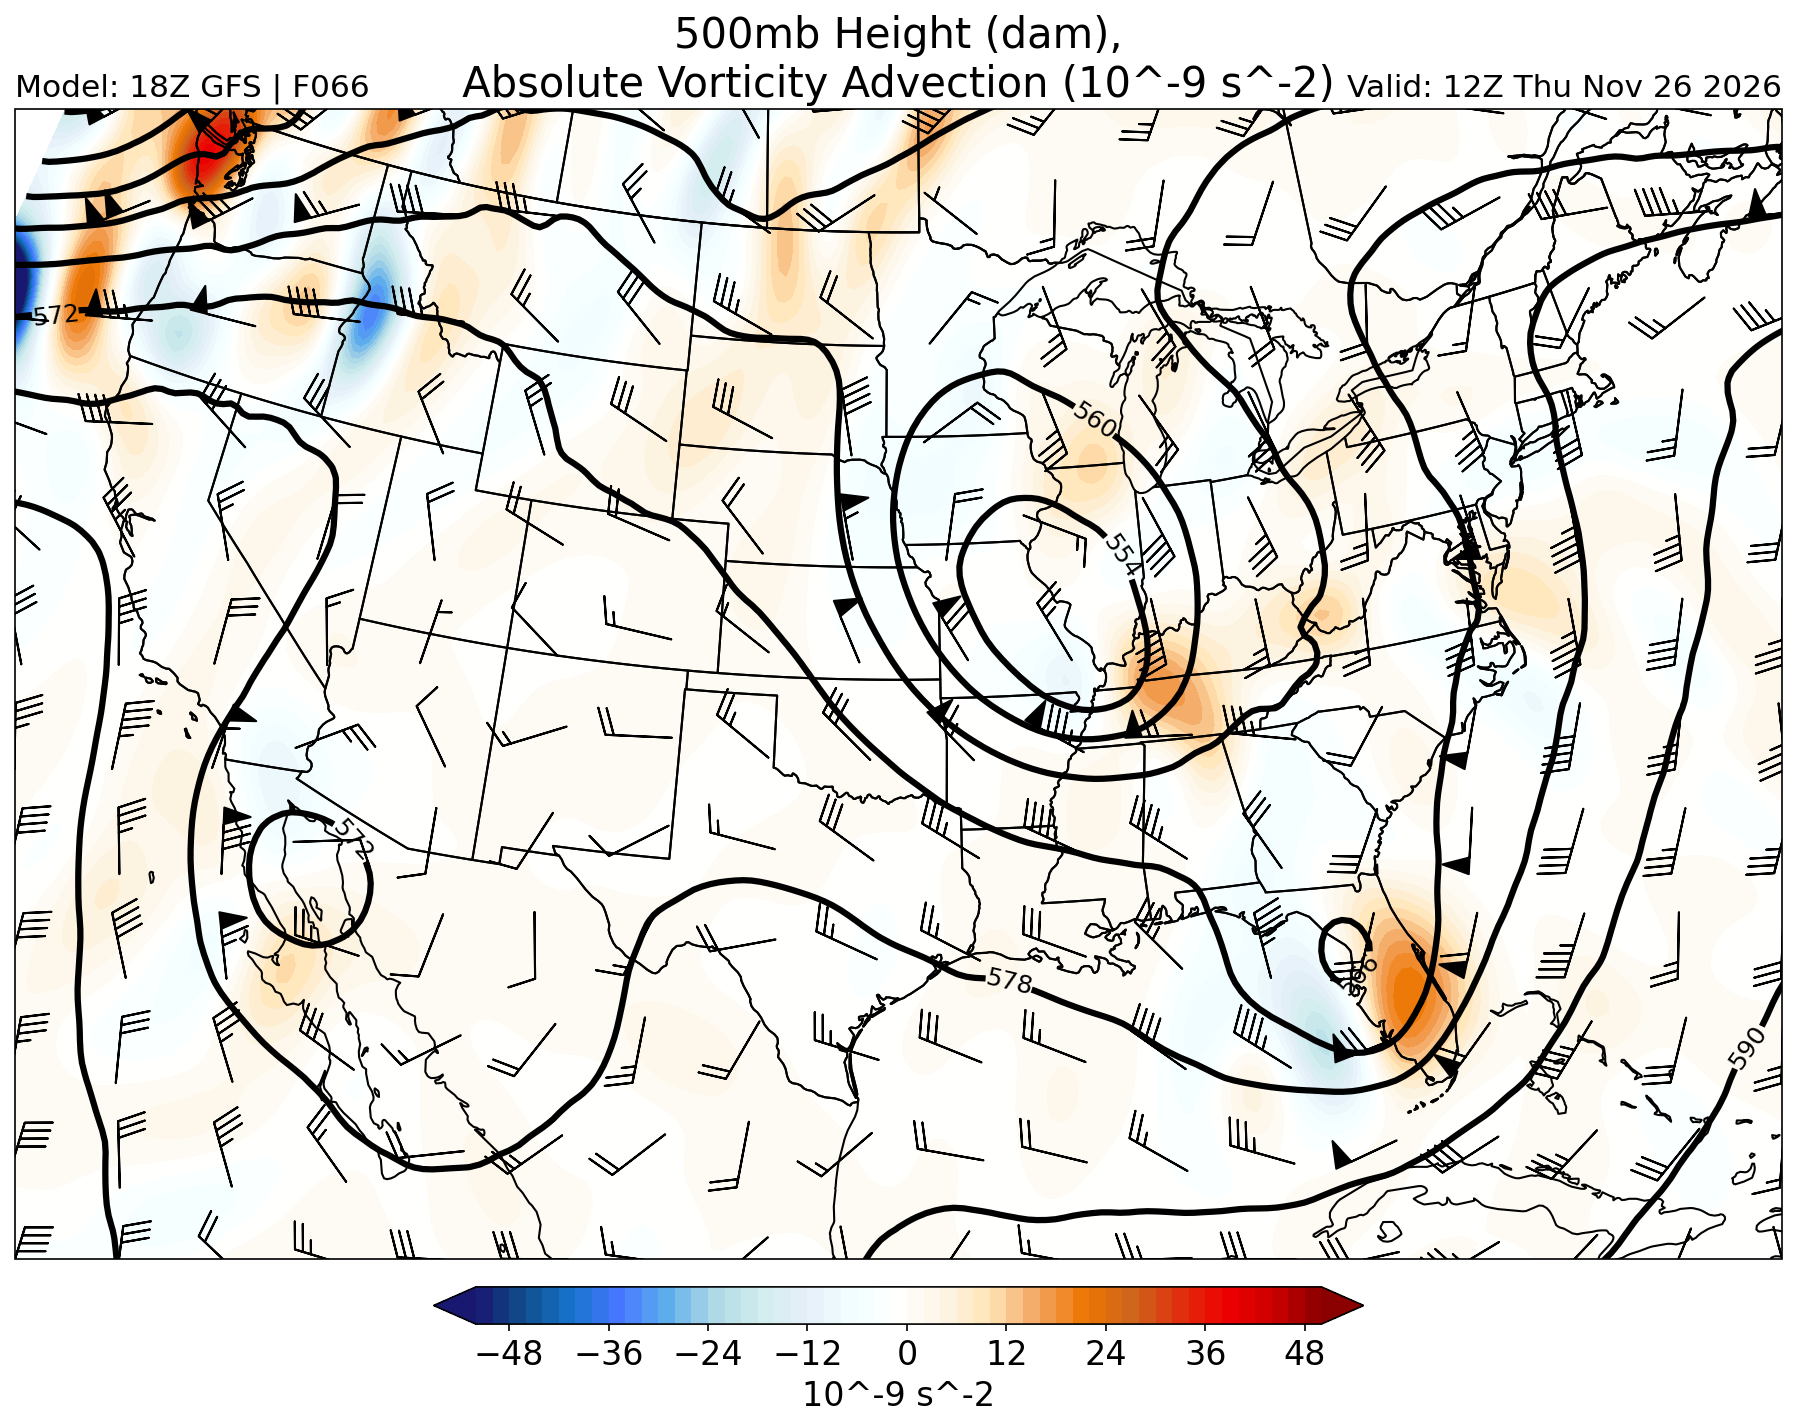 500mb Height (dam),
Model: 18Z GFS | F066
Absolute Vorticity Advection (10^-9 s^-2)
Valid: 12Z Thu Nov 26 2026
572
560
554
572
578
566
590
−48 −36 −24 −12 0 12 24 36 48
10^-9 s^-2